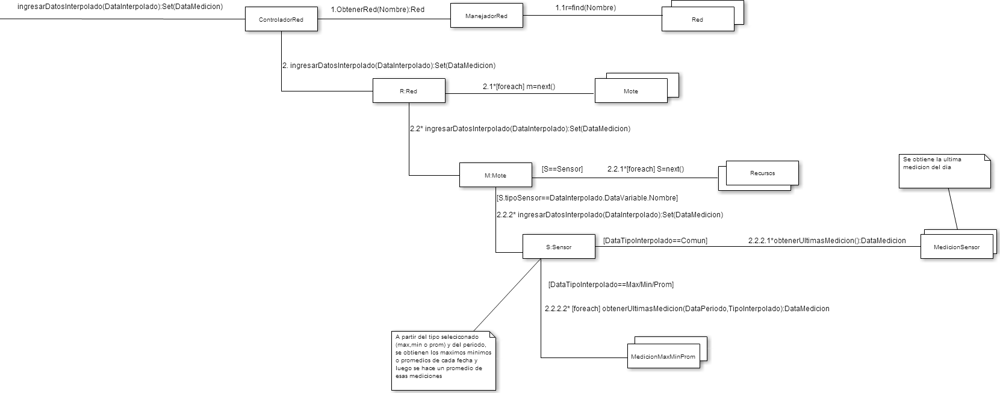 ingresarDatosInterpolado(DataInterpolado):Set(DataMedicion)
ControladorRed
1.ObtenerRed(Nombre):Red
ManejadorRed
1.1r=find(Nombre)
Red
2. ingresarDatosInterpolado(DataInterpolado):Set(DataMedicion)
R:Red
2.1*[foreach] m=next()
Mote
2.2* ingresarDatosInterpolado(DataInterpolado):Set(DataMedicion)
M:Mote
[S==Sensor]
2.2.1*[foreach] S=next()
Recursos
Se obtiene la ultima
medicion del dia
[S.tipoSensor==DataInterpolado.DataVariable.Nombre]
2.2.2* ingresarDatosInterpolado(DataInterpolado):Set(DataMedicion)
S:Sensor
[DataTipoInterpolado==Comun]
2.2.2.1*obtenerUltimasMedicion():DataMedicion
MedicionSensor
[DataTipoInterpolado==Max/Min/Prom]
2.2.2.2* [foreach] obtenerUltimasMedicion(DataPeriodo,TipoInterpolado):DataMedicion
MedicionMaxMinProm
A partir del tipo seleciconado
(max,min o prom) y del periodo,
se obtienen los maximos minimos
o promedios de cada fecha y
luego se hace un promedio de
esas mediciones